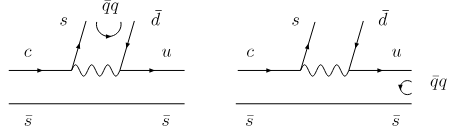 s q̄q d̄
c u
s̄ s̄
s d̄
c u
q̄q
s̄ s̄